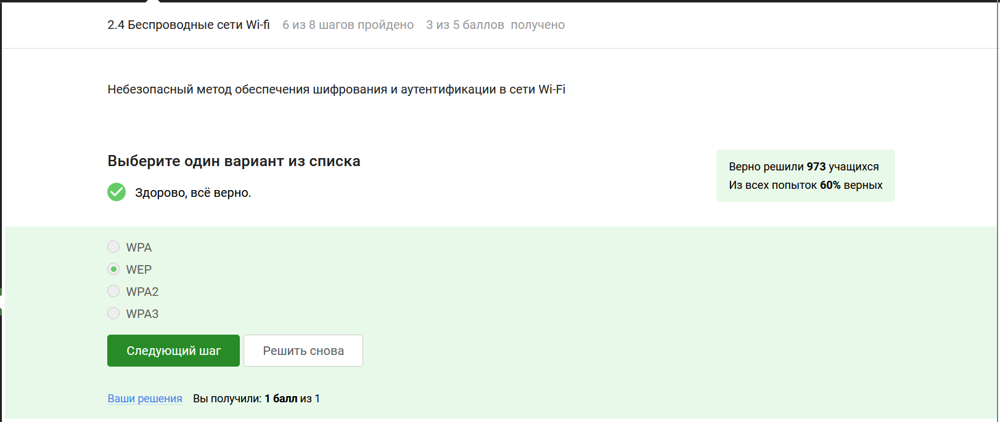 2.4 Беспроводные сети Wi-fi 6 из 8 шагов пройдено 3 из 5 баллов получено
Небезопасный метод обеспечения шифрования и аутентификации в сети Wi-Fi
Выберите один вариант из списка
Здорово, всё верно.
Верно решили 973 учащихся
Из всех попыток 60% верных
WPA
WEP
WPA2
WPA3
Следующий шаг Решить снова
Ваши решения Вы получили: 1 балл из 1